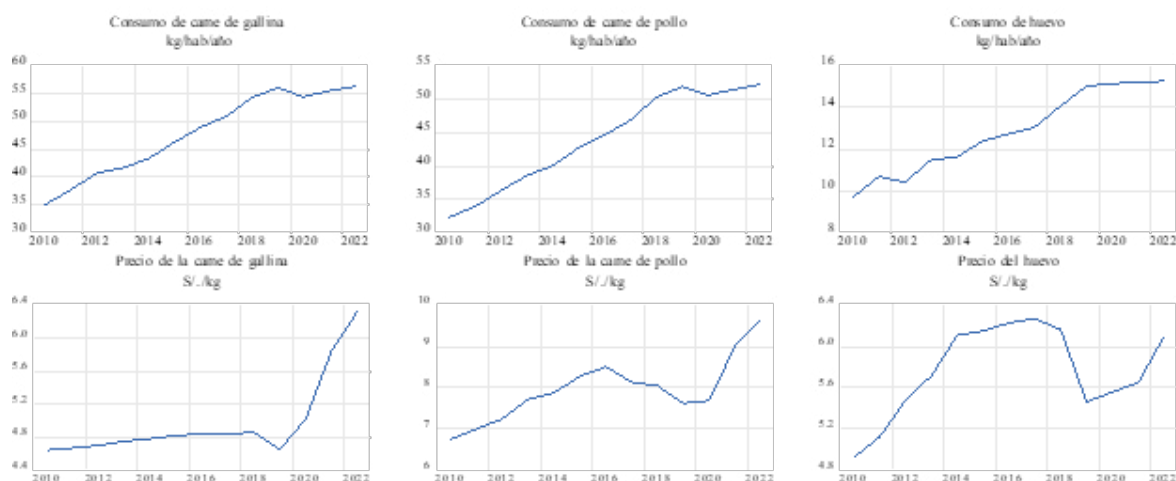 Consumo de carne de gallina
kg/hab/año
60
55
50
45
40
35
30
2010 2012 2014 2016 2018 2020 2022
Consumo de carne de pollo
kg/hab/año
55
50
45
40
35
30
2010 2012 2014 2016 2018 2020 2022
Consumo de huevo
kg/hab/año
16
14
12
10
8
2010 2012 2014 2016 2018 2020 2022
Precio de la carne de gallina
S/./kg
6.4
6.0
5.6
5.2
4.8
4.4
2010 2012 2014 2016 2018 2020 2022
Precio de la carne de pollo
S/./kg
10
9
8
7
6
2010 2012 2014 2016 2018 2020 2022
Precio del huevo
S/./kg
6.4
6.0
5.6
5.2
4.8
2010 2012 2014 2016 2018 2020 2022